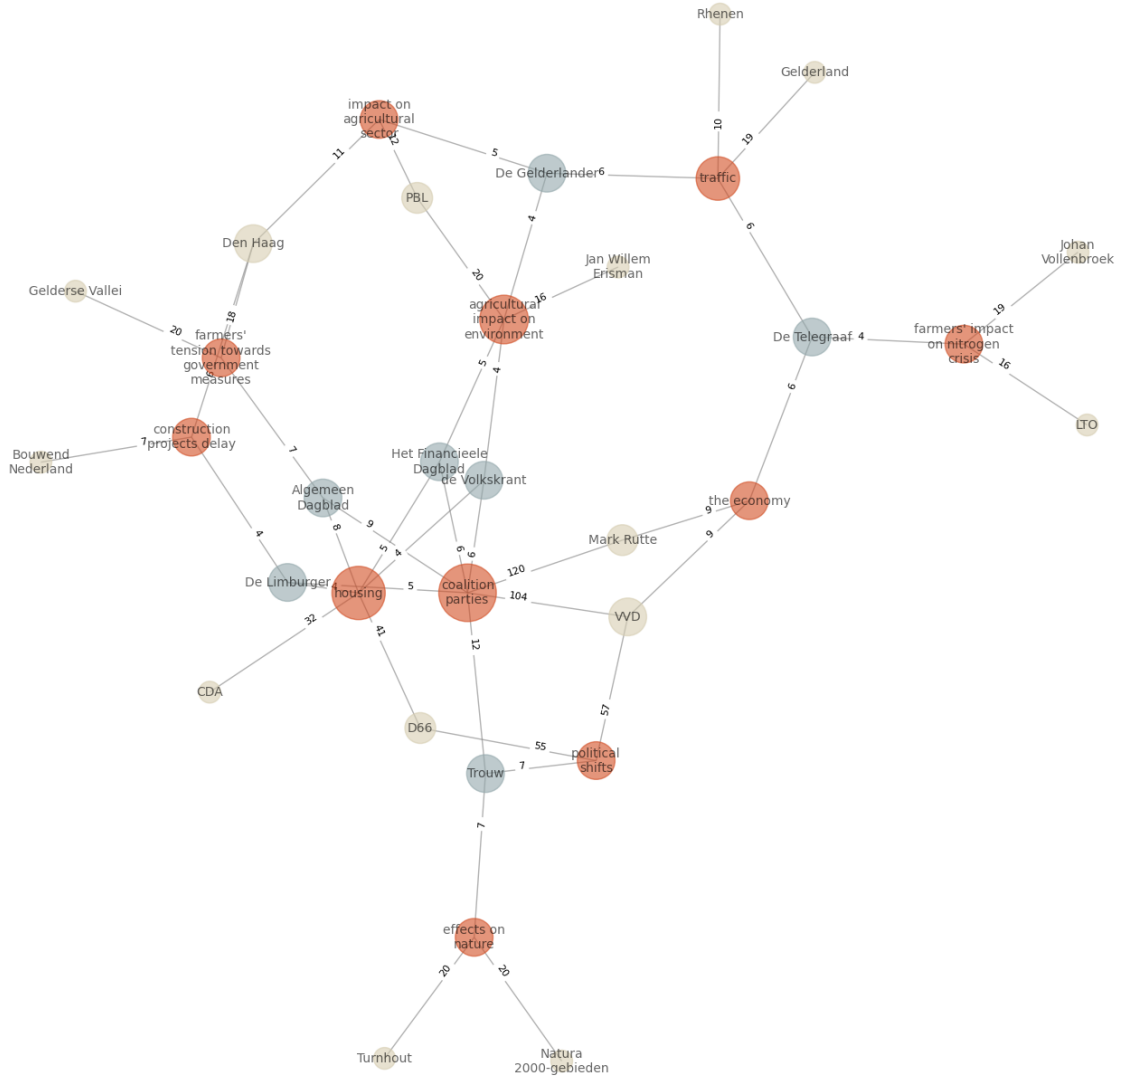 Rhenen
Gelderland
10
19
impact on
agricultural
sector
12
11
5
De Gelderlander
6
traffic
PBL
4
6
Den Haag
Jan Willem
Erisman
Johan
Vollenbroek
20
16
19
Gelderse Vallei
agricultural
impact on
environment
18
20
farmers'
tension towards
government
measures
De Telegraaf
4
farmers' impact
on nitrogen
crisis
16
5
4
6
construction
projects delay
7
Bouwend
Nederland
LTO
7
Het Financieele
Dagblad
de Volkskrant
Algemeen
Dagblad
the economy
9
9
8
4
9
Mark Rutte
5
4
6
9
120
De Limburger
4
housing
5
coalition
parties
104
VVD
32
41
12
CDA
57
D66
55
political
shifts
Trouw
7
7
effects on
nature
20
20
Turnhout
Natura
2000-gebieden